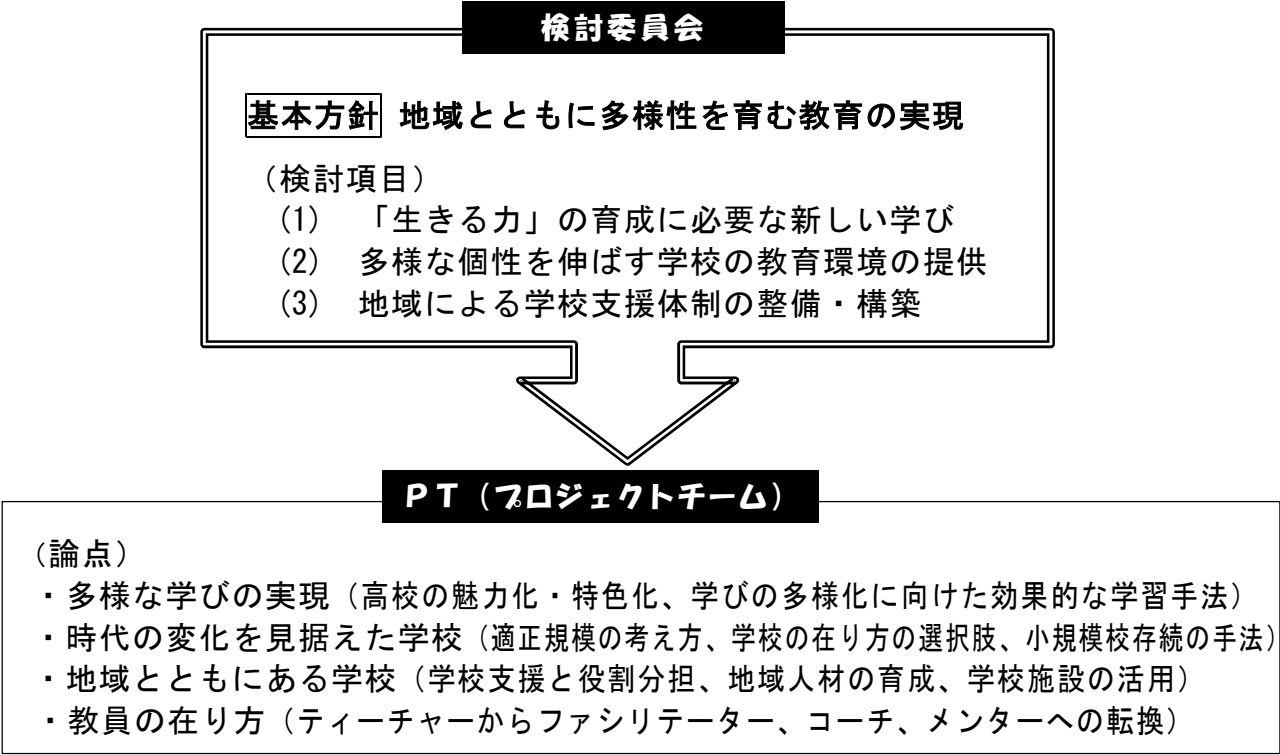 検討委員会
基本方針 地域とともに多様性を育む教育の実現
（検討項目）
(1) 「生きる力」の育成に必要な新しい学び
(2) 多様な個性を伸ばす学校の教育環境の提供
(3) 地域による学校支援体制の整備・構築
ＰＴ（プロジェクトチーム）
（論点）
・多様な学びの実現（高校の魅力化・特色化、学びの多様化に向けた効果的な学習手法）
・時代の変化を見据えた学校（適正規模の考え方、学校の在り方の選択肢、小規模校存続の手法）
・地域とともにある学校（学校支援と役割分担、地域人材の育成、学校施設の活用）
・教員の在り方（ティーチャーからファシリテーター、コーチ、メンターへの転換）